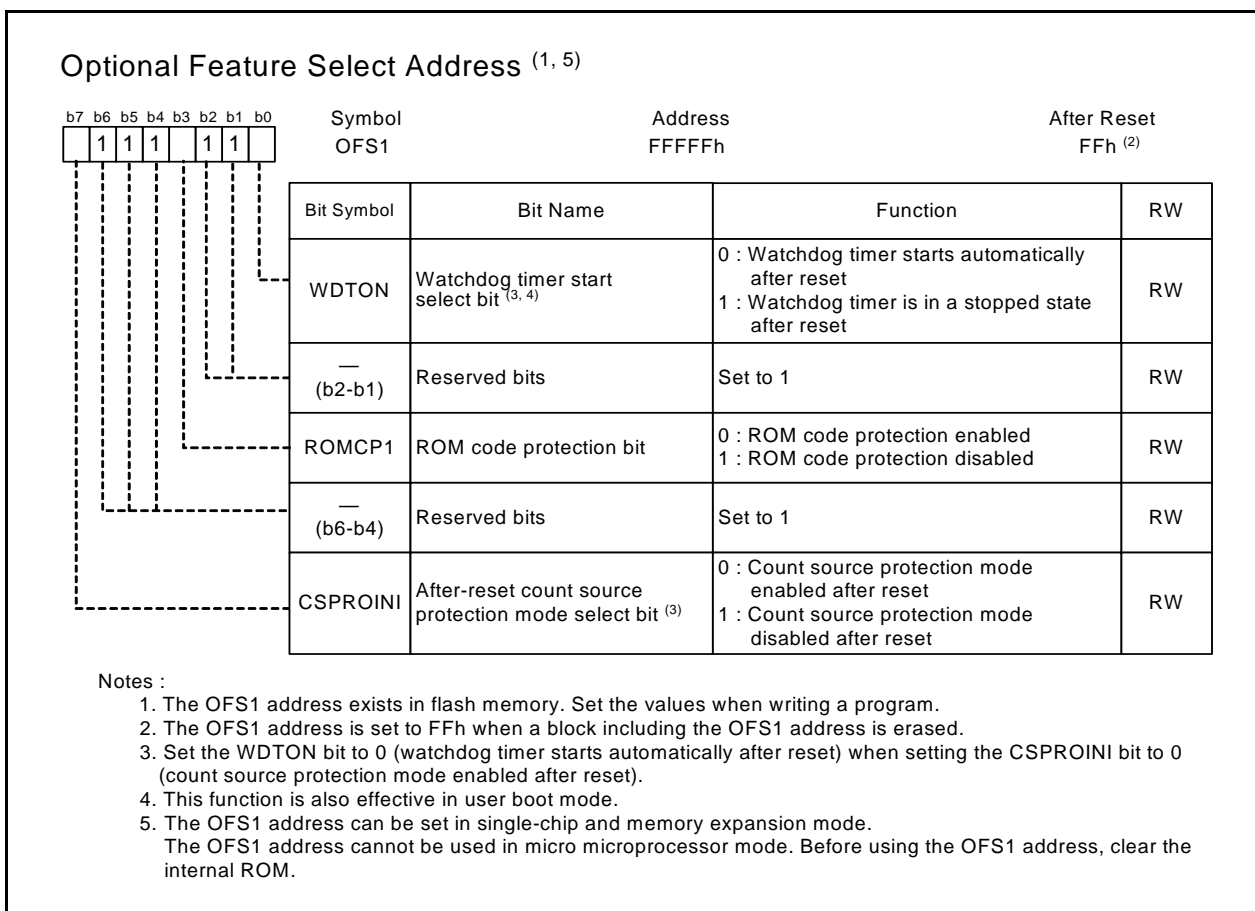 Optional Feature Select Address (1, 5)
b7 b6 b5 b4 b3 b2 b1 b0
1 1 1 1 1
Symbol Address After Reset
OFS1 FFFFFh FFh (2)
Bit Symbol Bit Name Function RW
WDTON
Watchdog timer start
select bit (3, 4)
0 : Watchdog timer starts automatically
after reset
1 : Watchdog timer is in a stopped state
after reset
RW
—
(b2-b1)
Reserved bits
Set to 1
RW
ROMCP1
ROM code protection bit
0 : ROM code protection enabled
1 : ROM code protection disabled
RW
—
(b6-b4)
Reserved bits
Set to 1
RW
CSPROINI
After-reset count source
protection mode select bit (3)
0 : Count source protection mode
enabled after reset
1 : Count source protection mode
disabled after reset
RW
Notes :
1. The OFS1 address exists in flash memory. Set the values when writing a program.
2. The OFS1 address is set to FFh when a block including the OFS1 address is erased.
3. Set the WDTON bit to 0 (watchdog timer starts automatically after reset) when setting the CSPROINI bit to 0
(count source protection mode enabled after reset).
4. This function is also effective in user boot mode.
5. The OFS1 address can be set in single-chip and memory expansion mode.
The OFS1 address cannot be used in micro microprocessor mode. Before using the OFS1 address, clear the
internal ROM.